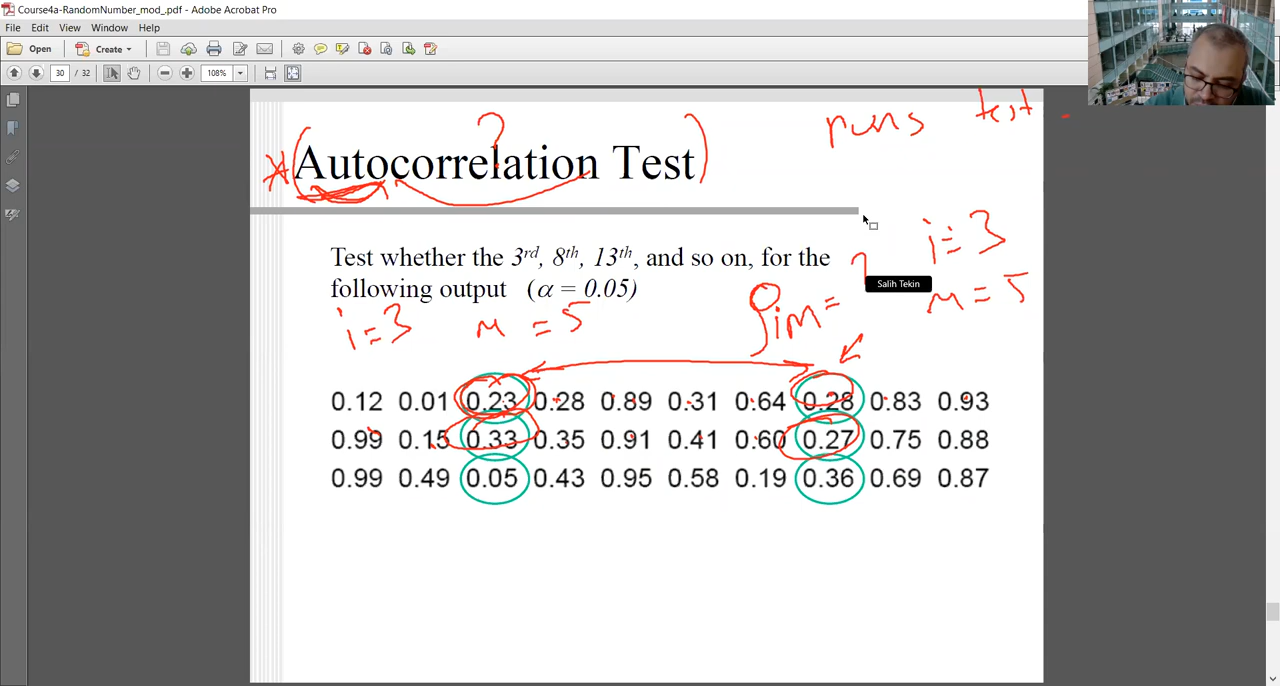 Course4a-RandomNumber_mod_.pdf - Adobe Acrobat Pro
File Edit View Window Help
Open Create
30 / 32 108%
runs test
?
*(Autocorrelation Test)
i=3
m=5
Test whether the 3rd, 8th, 13th, and so on, for the
following output (α = 0.05)
Salih Tekin
i=3 m =5 ρim=
0.12 0.01 0.23 0.28 0.89 0.31 0.64 0.28 0.83 0.93
0.99 0.15 0.33 0.35 0.91 0.41 0.60 0.27 0.75 0.88
0.99 0.49 0.05 0.43 0.95 0.58 0.19 0.36 0.69 0.87